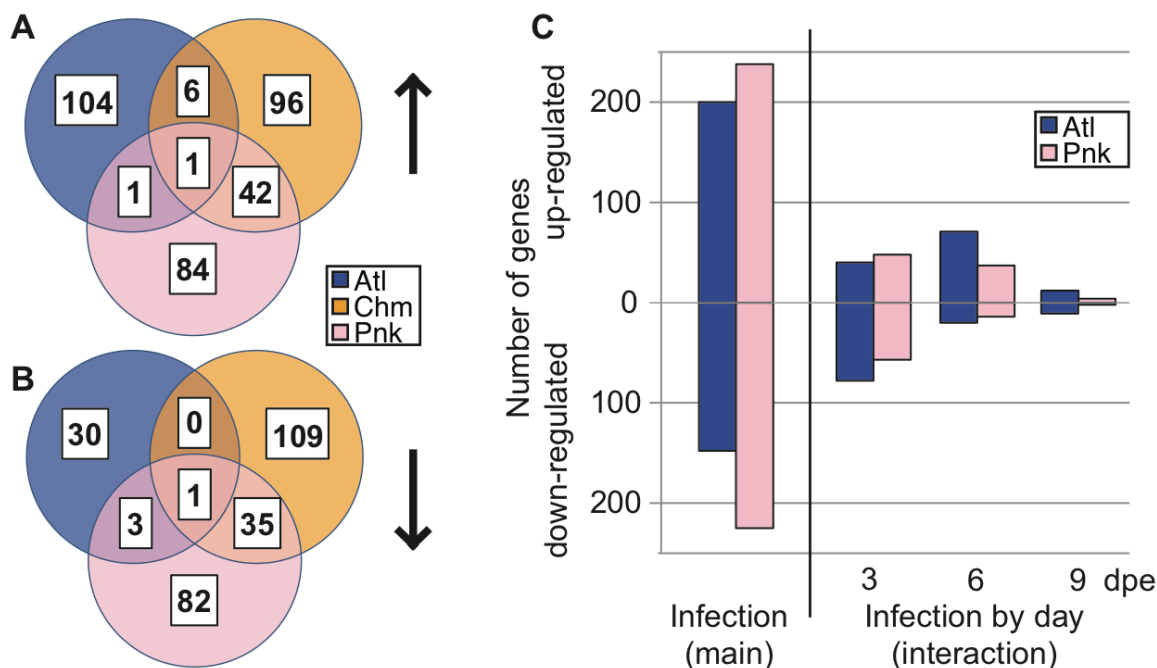 A
104
6
96
1
1
42
84
Atl
Chm
Pnk
B
30
0
109
1
3
35
82
C
Number of genes
up-regulated
down-regulated
200
100
0
100
200
Atl
Pnk
3 6 9 dpe
Infection
(main)
Infection by day
(interaction)